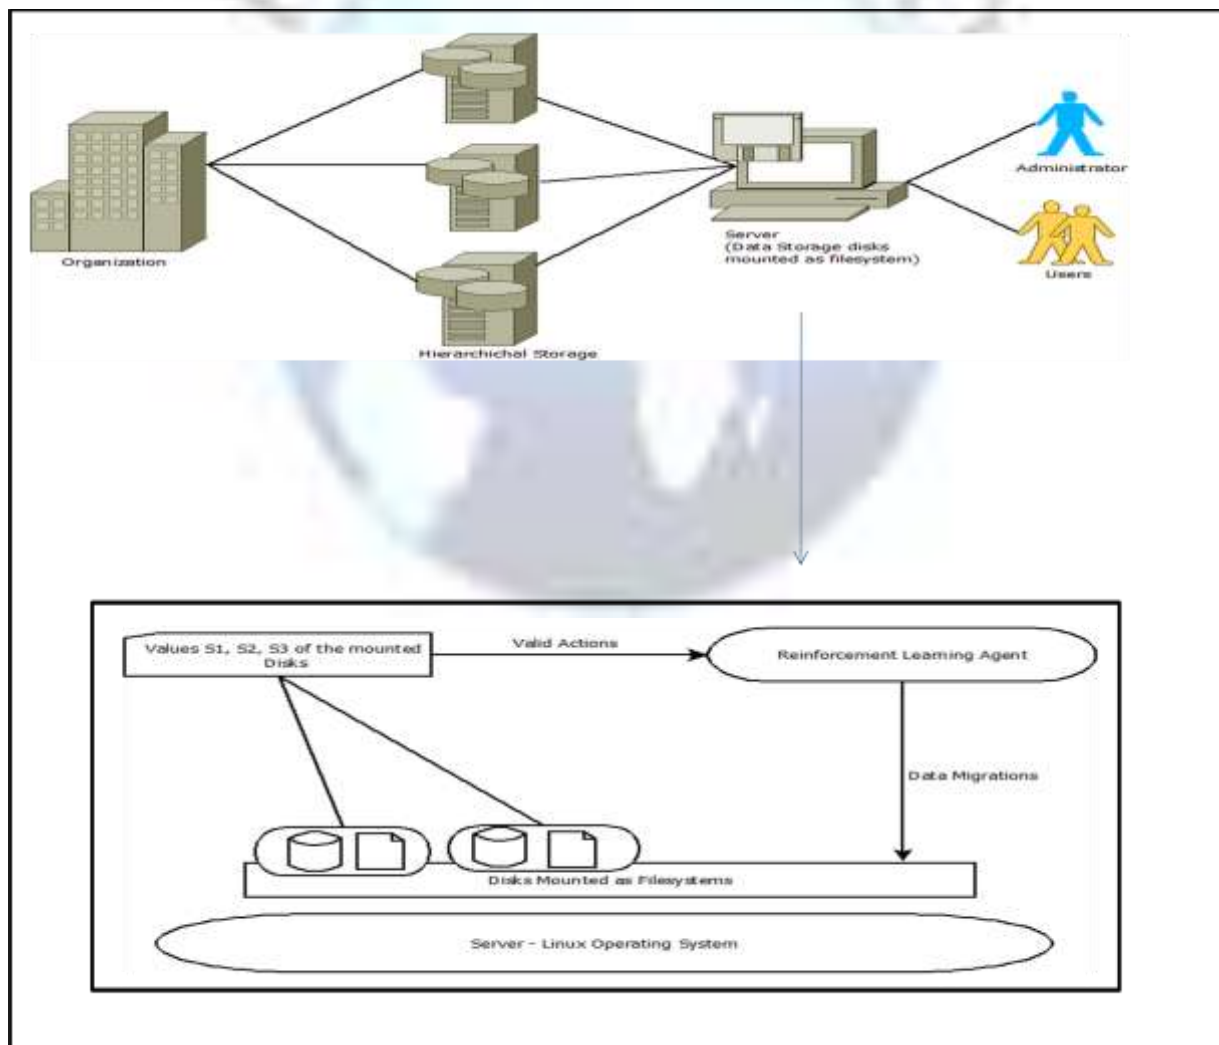 Administrator
Server
(Data Storage disks
mounted as filesystem)
Organization
Users
Hierarchichal Storage
Values S1, S2, S3 of the mounted
Disks
Valid Actions
Reinforcement Learning Agent
Data Migrations
Disks Mounted as Filesystems
Server - Linux Operating System